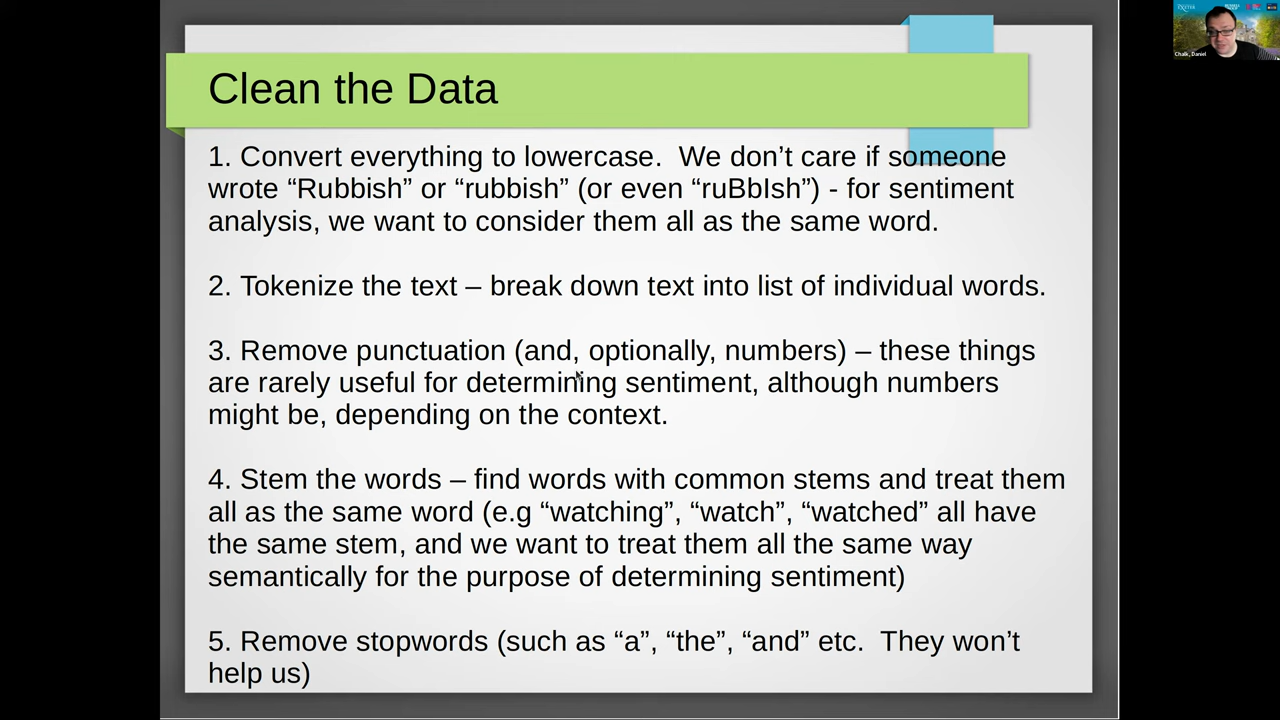 Clean the Data
1. Convert everything to lowercase.  We don’t care if someone
wrote “Rubbish” or “rubbish” (or even “ruBbIsh”) - for sentiment
analysis, we want to consider them all as the same word.
2. Tokenize the text – break down text into list of individual words.
3. Remove punctuation (and, optionally, numbers) – these things
are rarely useful for determining sentiment, although numbers
might be, depending on the context.
4. Stem the words – find words with common stems and treat them
all as the same word (e.g “watching”, “watch”, “watched” all have
the same stem, and we want to treat them all the same way
semantically for the purpose of determining sentiment)
5. Remove stopwords (such as “a”, “the”, “and” etc.  They won’t
help us)
Chalk, Daniel